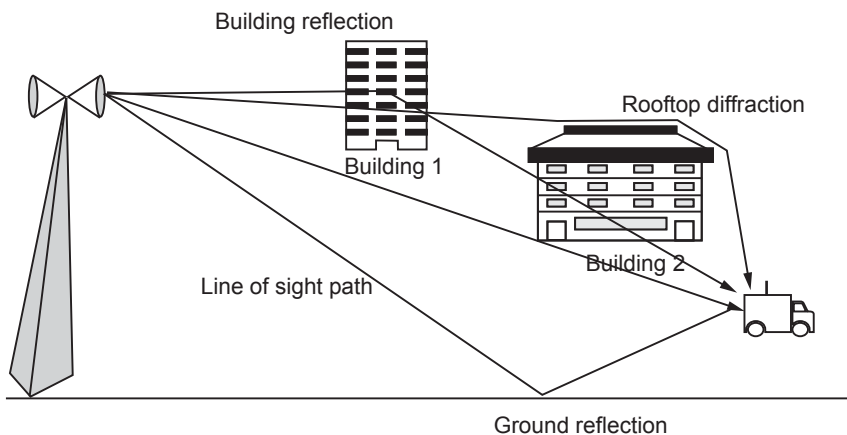 Building reflection
Rooftop diffraction
Building 1
Building 2
Line of sight path
Ground reflection